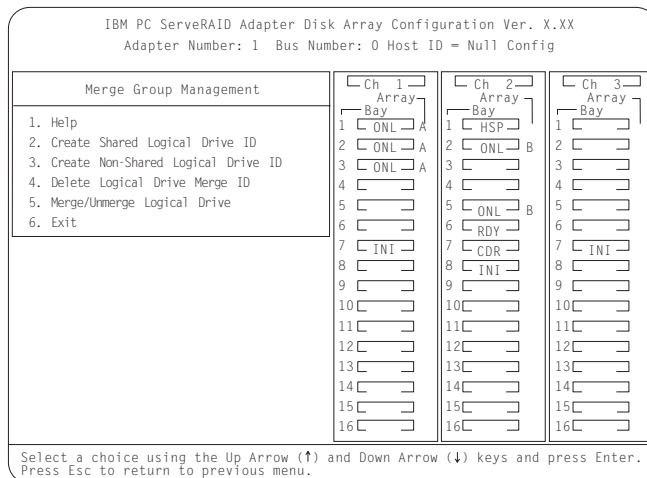 IBM PC ServeRAID Adapter Disk Array Configuration Ver. X.XX
Adapter Number: 1 Bus Number: 0 Host ID = Null Config
Merge Group Management
1. Help
2. Create Shared Logical Drive ID
3. Create Non-Shared Logical Drive ID
4. Delete Logical Drive Merge ID
5. Merge/Unmerge Logical Drive
6. Exit
Ch 1
Array
Bay
1 ONL A
2 ONL A
3 ONL A
4
5
6
7 INI
8
9
10
11
12
13
14
15
16
Ch 2
Array
Bay
1 HSP
2 ONL B
3
4
5 ONL B
6 RDY
7 CDR
8 INI
9
10
11
12
13
14
15
16
Ch 3
Array
Bay
1
2
3
4
5
6
7 INI
8
9
10
11
12
13
14
15
16
Select a choice using the Up Arrow (↑) and Down Arrow (↓) keys and press Enter.
Press Esc to return to previous menu.